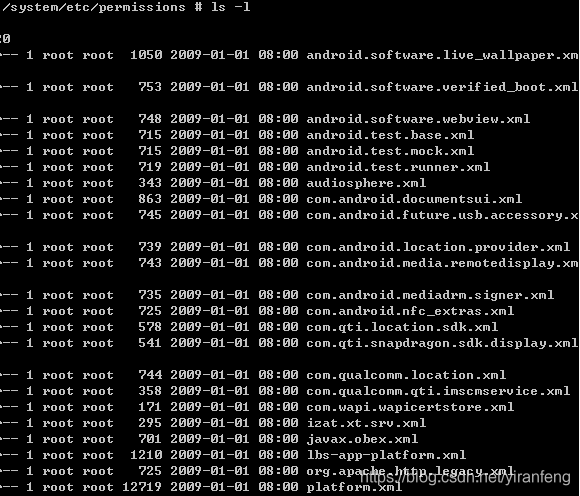 /system/etc/permissions # ls -l
20
-- 1 root root 1050 2009-01-01 08:00 android.software.live_wallpaper.xm
-- 1 root root 753 2009-01-01 08:00 android.software.verified_boot.xml
-- 1 root root 748 2009-01-01 08:00 android.software.webview.xml
-- 1 root root 715 2009-01-01 08:00 android.test.base.xml
-- 1 root root 715 2009-01-01 08:00 android.test.mock.xml
-- 1 root root 719 2009-01-01 08:00 android.test.runner.xml
-- 1 root root 343 2009-01-01 08:00 audiosphere.xml
-- 1 root root 863 2009-01-01 08:00 com.android.documentsui.xml
-- 1 root root 745 2009-01-01 08:00 com.android.future.usb.accessory.x
-- 1 root root 739 2009-01-01 08:00 com.android.location.provider.xml
-- 1 root root 743 2009-01-01 08:00 com.android.media.remotedisplay.xm
-- 1 root root 735 2009-01-01 08:00 com.android.mediadrm.signer.xml
-- 1 root root 725 2009-01-01 08:00 com.android.nfc_extras.xml
-- 1 root root 578 2009-01-01 08:00 com.qti.location.sdk.xml
-- 1 root root 541 2009-01-01 08:00 com.qti.snapdragon.sdk.display.xml
-- 1 root root 744 2009-01-01 08:00 com.qualcomm.location.xml
-- 1 root root 358 2009-01-01 08:00 com.qualcomm.qti.imscmservice.xml
-- 1 root root 171 2009-01-01 08:00 com.wapi.wapicertstore.xml
-- 1 root root 295 2009-01-01 08:00 izat.xt.srv.xml
-- 1 root root 701 2009-01-01 08:00 javax.obex.xml
-- 1 root root 1210 2009-01-01 08:00 lbs-app-platform.xml
-- 1 root root 725 2009-01-01 08:00 org.apache.http.legacy.xml
-- 1 root root 12719 2009-01-01 08:00 platform.xml
https://blog.csdn.net/yiranfeng